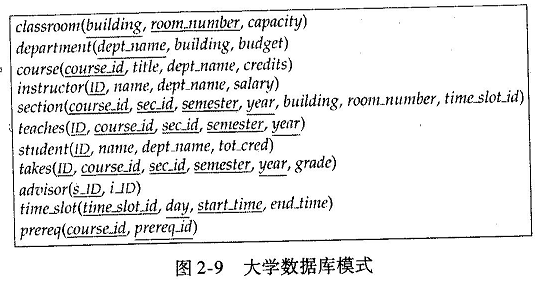 classroom(building, room_number, capacity)
department(dept_name, building, budget)
course(course_id, title, dept_name, credits)
instructor(ID, name, dept_name, salary)
section(course_id, sec_id, semester, year, building, room_number, time_slot_id)
teaches(ID, course_id, sec_id, semester, year)
student(ID, name, dept_name, tot_cred)
takes(ID, course_id, sec_id, semester, year, grade)
advisor(s_ID, i_ID)
time_slot(time_slot_id, day, start_time, end_time)
prereq(course_id, prereq_id)
图 2-9 大学数据库模式